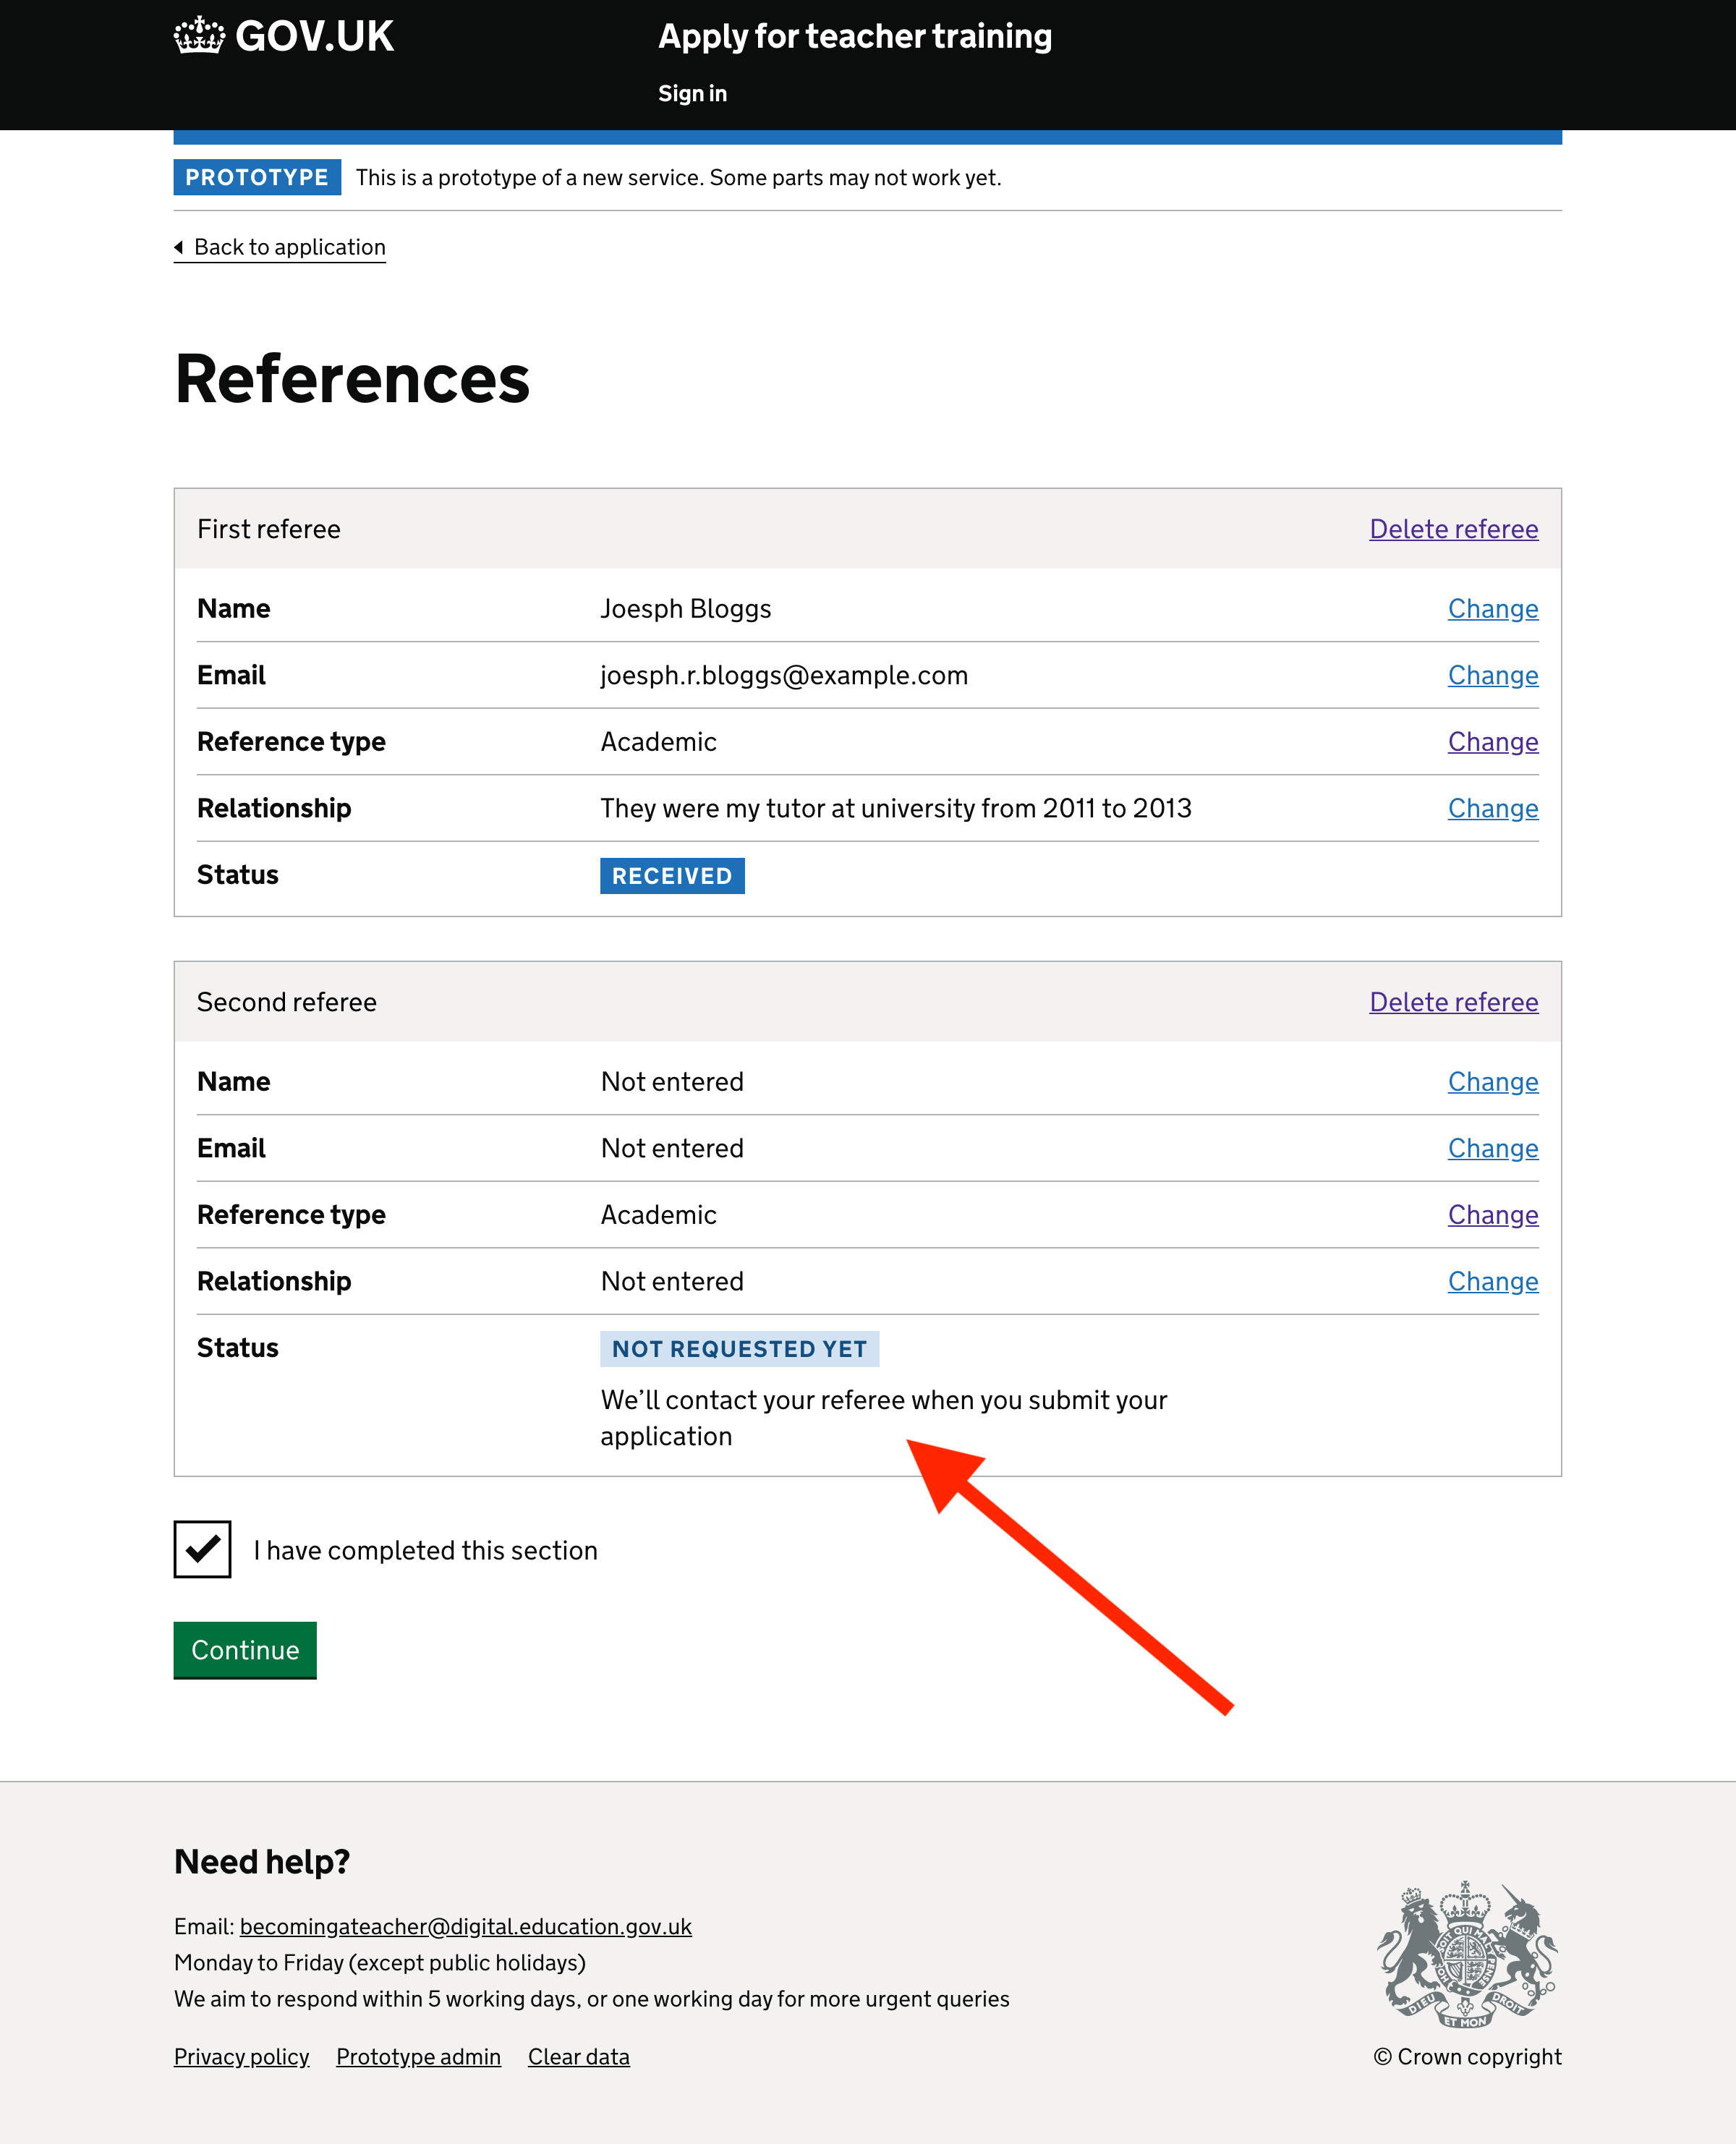 GOV.UK
Apply for teacher training
Sign in
PROTOTYPE This is a prototype of a new service. Some parts may not work yet.
Back to application
References
First referee Delete referee
Name Joesph Bloggs Change
Email joesph.r.bloggs@example.com Change
Reference type Academic Change
Relationship They were my tutor at university from 2011 to 2013 Change
Status RECEIVED
Second referee Delete referee
Name Not entered Change
Email Not entered Change
Reference type Academic Change
Relationship Not entered Change
Status NOT REQUESTED YET
We’ll contact your referee when you submit your
application
I have completed this section
Continue
Need help?
Email: becomingateacher@digital.education.gov.uk
Monday to Friday (except public holidays)
We aim to respond within 5 working days, or one working day for more urgent queries
Privacy policy Prototype admin Clear data
DIEU ET MON DROIT
© Crown copyright